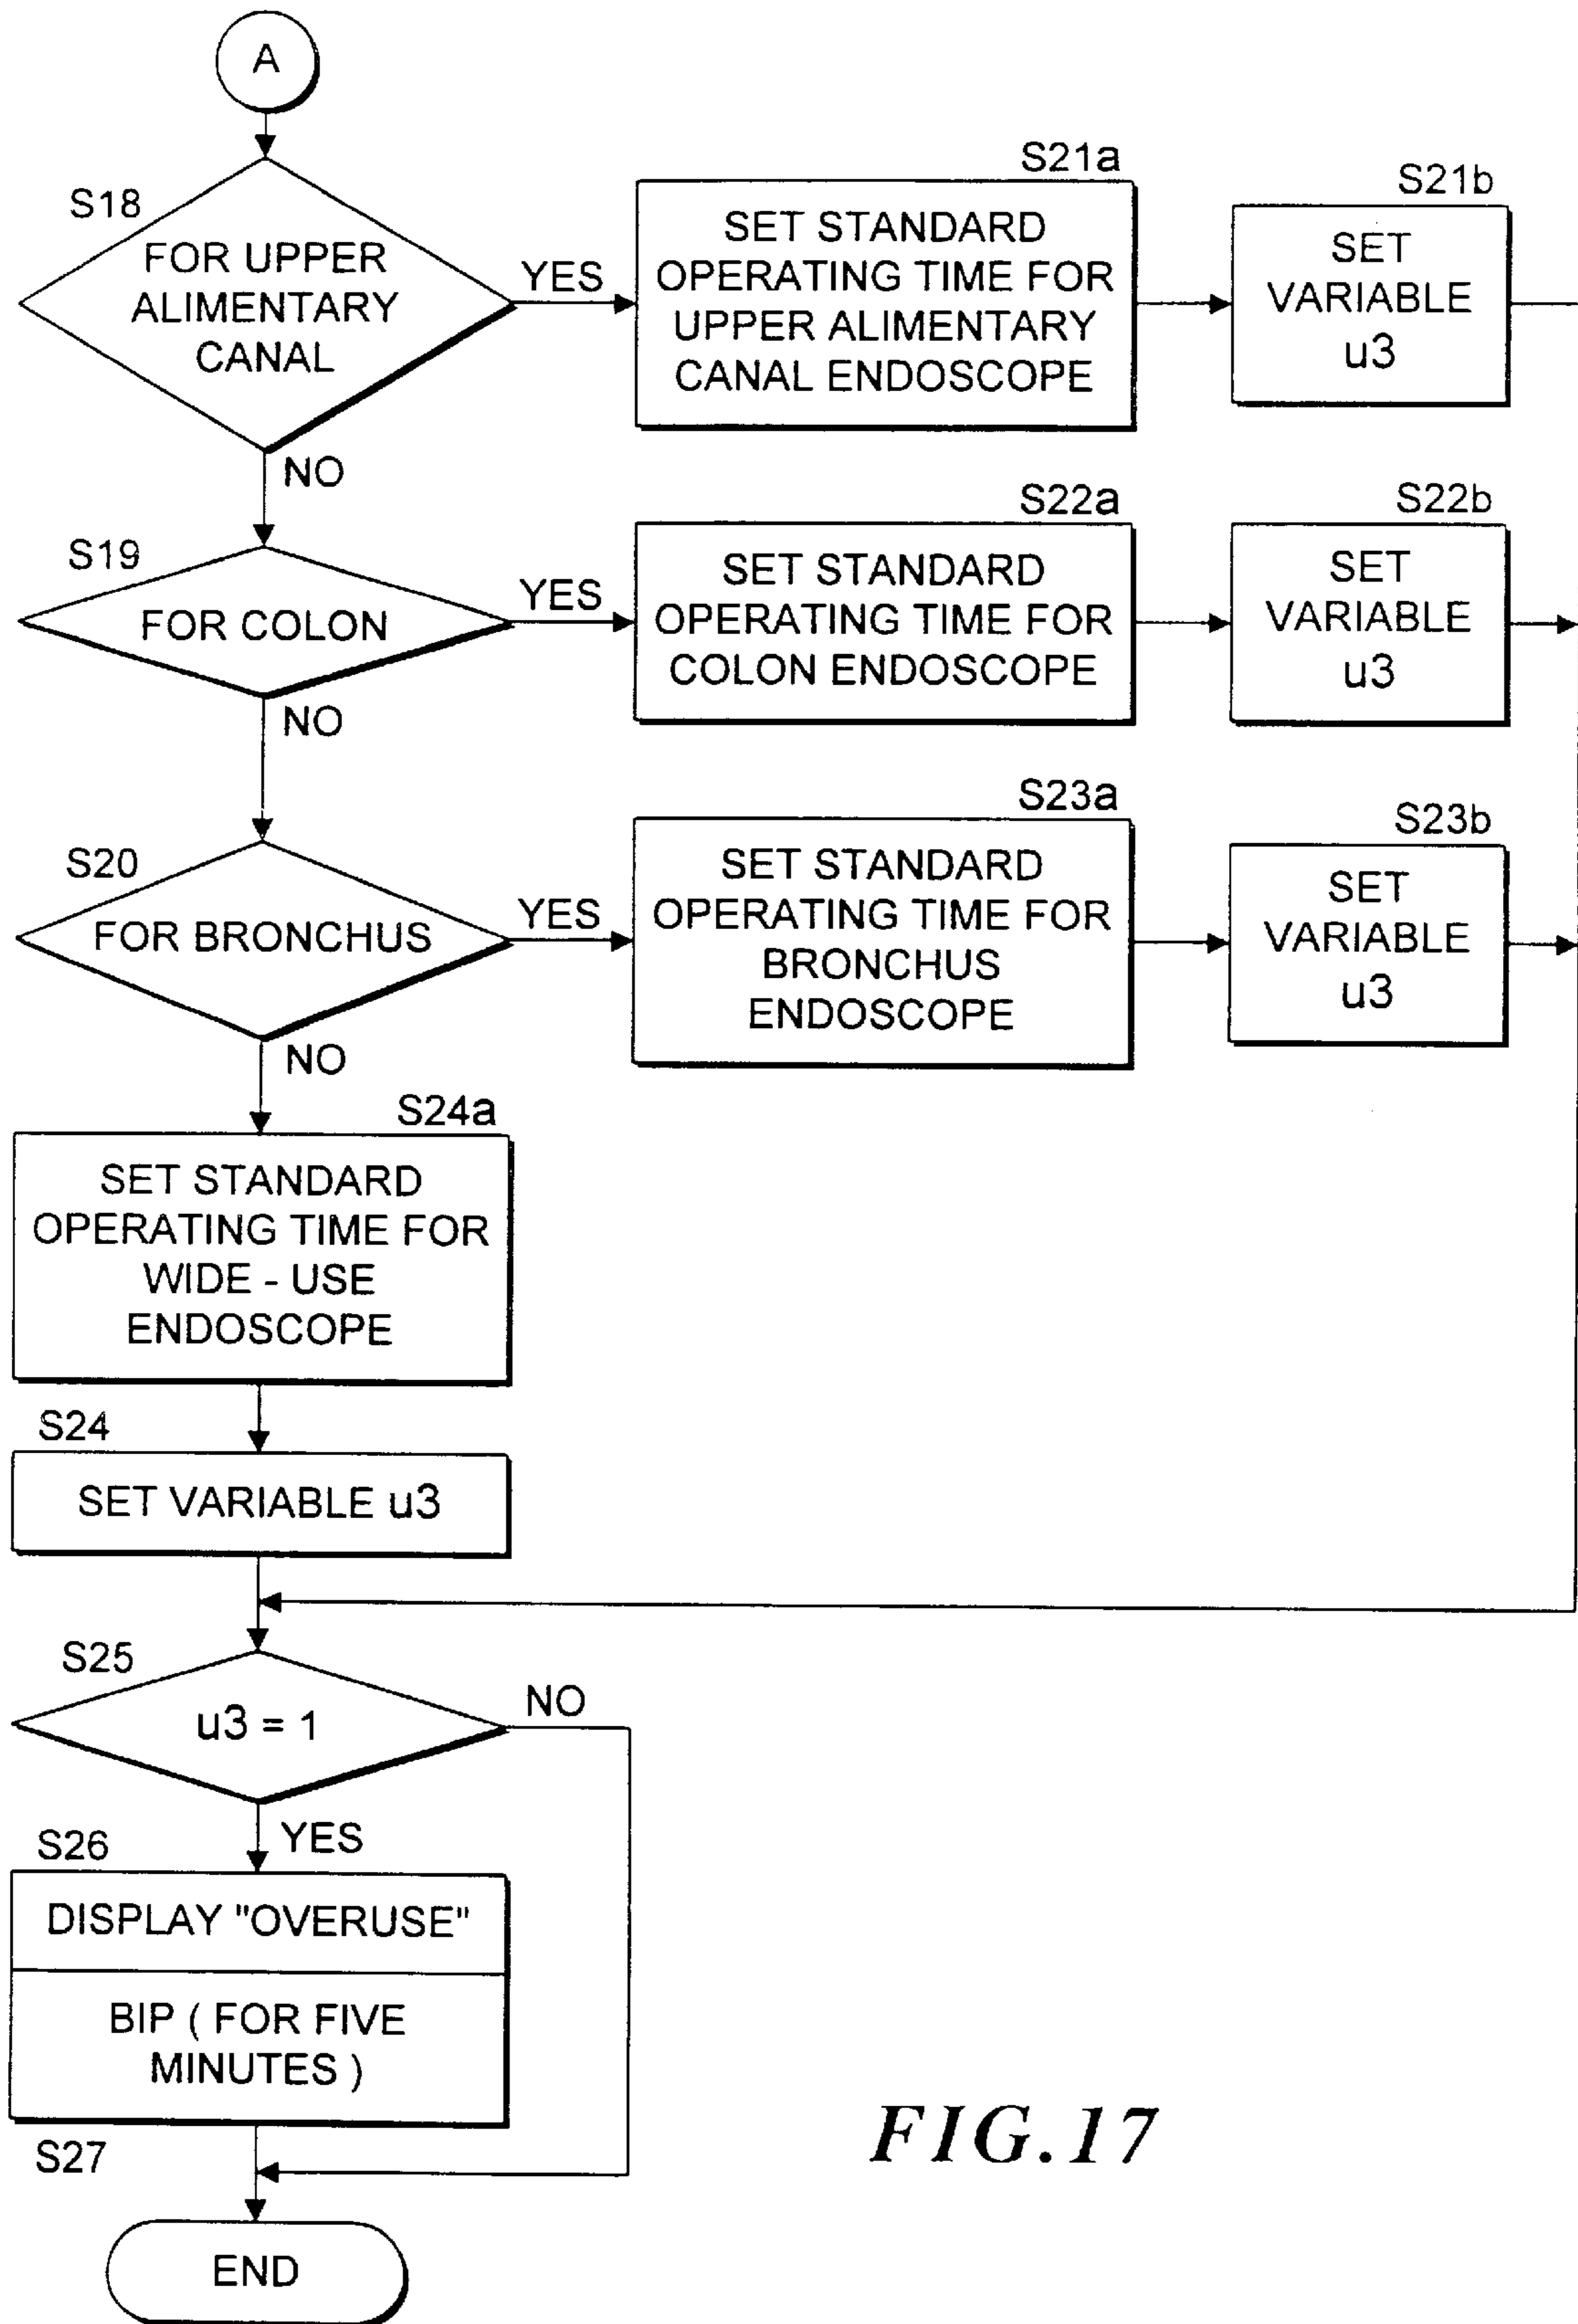 A
S18
FOR UPPER
ALIMENTARY
CANAL
YES
NO
S21a
SET STANDARD
OPERATING TIME FOR
UPPER ALIMENTARY
CANAL ENDOSCOPE
S21b
SET
VARIABLE
u3
S19
FOR COLON
YES
NO
S22a
SET STANDARD
OPERATING TIME FOR
COLON ENDOSCOPE
S22b
SET
VARIABLE
u3
S20
FOR BRONCHUS
YES
NO
S23a
SET STANDARD
OPERATING TIME FOR
BRONCHUS
ENDOSCOPE
S23b
SET
VARIABLE
u3
S24a
SET STANDARD
OPERATING TIME FOR
WIDE - USE
ENDOSCOPE
S24
SET VARIABLE u3
S25
u3 = 1
NO
YES
S26
DISPLAY "OVERUSE"
BIP ( FOR FIVE
MINUTES )
S27
END
FIG.17